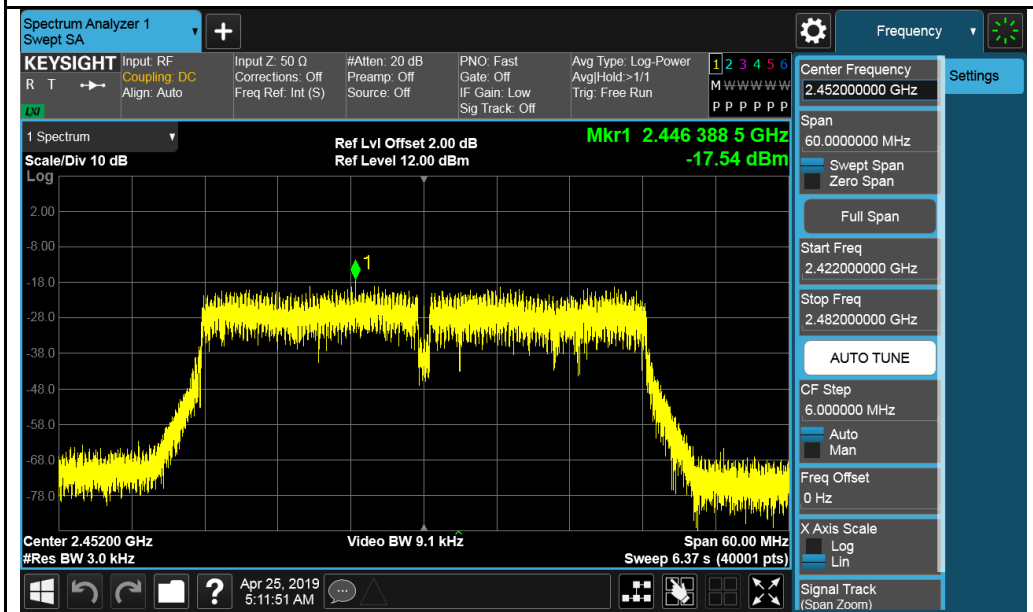 Spectrum Analyzer 1
Swept SA
+
Frequency
KEYSIGHT
R T
LXI
Input: RF
Coupling: DC
Align: Auto
Input Z: 50 Ω
Corrections: Off
Freq Ref: Int (S)
#Atten: 20 dB
Preamp: Off
Source: Off
PNO: Fast
Gate: Off
IF Gain: Low
Sig Track: Off
Avg Type: Log-Power
Avg|Hold:>1/1
Trig: Free Run
1 2 3 4 5 6
M W W W W W
P P P P P P
1 Spectrum
Scale/Div 10 dB
Log
Ref Lvl Offset 2.00 dB
Ref Level 12.00 dBm
Mkr1 2.446 388 5 GHz
-17.54 dBm
2.00
-8.00
1
-18.0
-28.0
-38.0
-48.0
-58.0
-68.0
-78.0
Center 2.45200 GHz
#Res BW 3.0 kHz
Video BW 9.1 kHz
Span 60.00 MHz
Sweep 6.37 s (40001 pts)
?
Apr 25, 2019
5:11:51 AM
Center Frequency
2.452000000 GHz
Span
60.0000000 MHz
Swept Span
Zero Span
Full Span
Start Freq
2.422000000 GHz
Stop Freq
2.482000000 GHz
AUTO TUNE
CF Step
6.000000 MHz
Auto
Man
Freq Offset
0 Hz
X Axis Scale
Log
Lin
Signal Track
(Span Zoom)
Settings